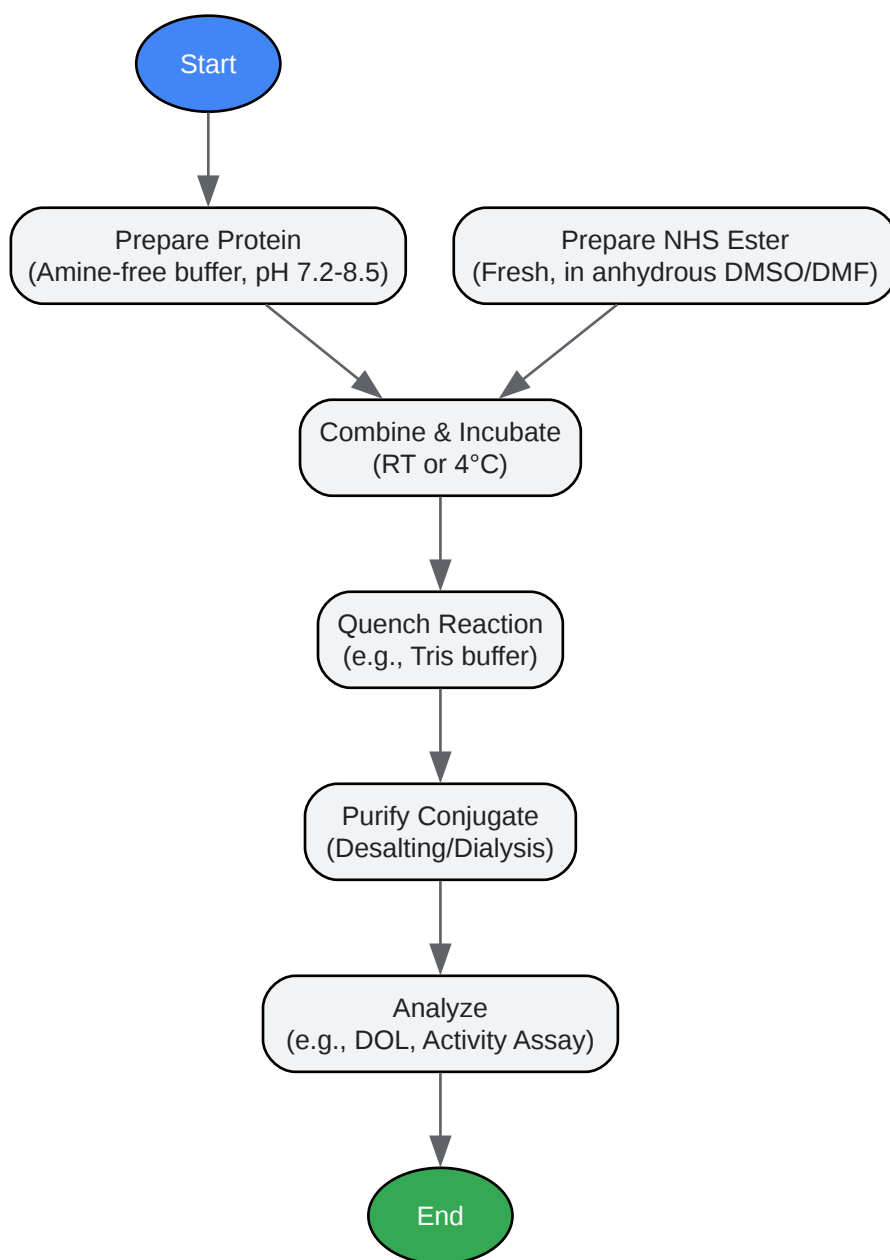 Start
Prepare Protein
(Amine-free buffer, pH 7.2-8.5)
Prepare NHS Ester
(Fresh, in anhydrous DMSO/DMF)
Combine & Incubate
(RT or 4°C)
Quench Reaction
(e.g., Tris buffer)
Purify Conjugate
(Desalting/Dialysis)
Analyze
(e.g., DOL, Activity Assay)
End